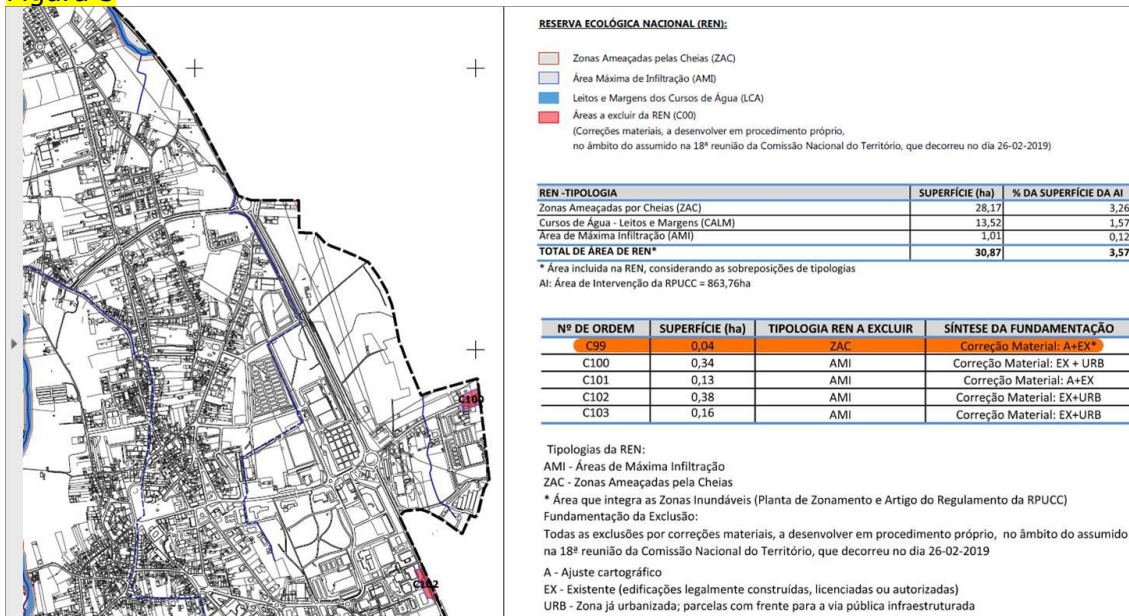 Figura 3
C100
C102
RESERVA ECOLÓGICA NACIONAL (REN):
Zonas Ameaçadas pelas Cheias (ZAC)
Área Máxima de Infiltração (AMI)
Leitos e Margens dos Cursos de Água (LCA)
Áreas a excluir da REN (C00)
(Correções materiais, a desenvolver em procedimento próprio,
no âmbito do assumido na 18ª reunião da Comissão Nacional do Território, que decorreu no dia 26-02-2019)
REN -TIPOLOGIA SUPERFÍCIE (ha) % DA SUPERFÍCIE DA AI
Zonas Ameaçadas por Cheias (ZAC) 28,17 3,26
Cursos de Água - Leitos e Margens (CALM) 13,52 1,57
Área de Máxima Infiltração (AMI) 1,01 0,12
TOTAL DE ÁREA DE REN* 30,87 3,57
* Área incluida na REN, considerando as sobreposições de tipologias
AI: Área de Intervenção da RPUCC = 863,76ha
Nº DE ORDEM SUPERFÍCIE (ha) TIPOLOGIA REN A EXCLUIR SÍNTESE DA FUNDAMENTAÇÃO
C99 0,04 ZAC Correção Material: A+EX*
C100 0,34 AMI Correção Material: EX + URB
C101 0,13 AMI Correção Material: A+EX
C102 0,38 AMI Correção Material: EX+URB
C103 0,16 AMI Correção Material: EX+URB
Tipologias da REN:
AMI - Áreas de Máxima Infiltração
ZAC - Zonas Ameaçadas pela Cheias
* Área que integra as Zonas Inundáveis (Planta de Zonamento e Artigo do Regulamento da RPUCC)
Fundamentação da Exclusão:
Todas as exclusões por correções materiais, a desenvolver em procedimento próprio, no âmbito do assumido
na 18ª reunião da Comissão Nacional do Território, que decorreu no dia 26-02-2019
A - Ajuste cartográfico
EX - Existente (edificações legalmente construídas, licenciadas ou autorizadas)
URB - Zona já urbanizada; parcelas com frente para a via pública infraestruturada